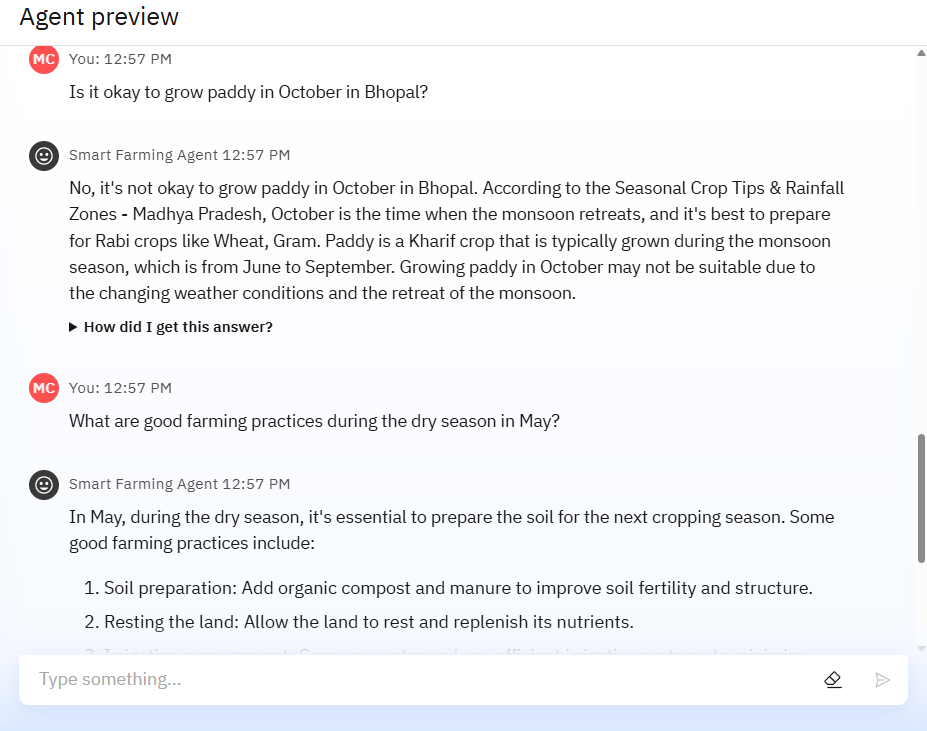 Agent preview
MC You: 12:57 PM
Is it okay to grow paddy in October in Bhopal?
Smart Farming Agent 12:57 PM
No, it's not okay to grow paddy in October in Bhopal. According to the Seasonal Crop Tips & Rainfall
Zones - Madhya Pradesh, October is the time when the monsoon retreats, and it's best to prepare
for Rabi crops like Wheat, Gram. Paddy is a Kharif crop that is typically grown during the monsoon
season, which is from June to September. Growing paddy in October may not be suitable due to
the changing weather conditions and the retreat of the monsoon.
How did I get this answer?
MC You: 12:57 PM
What are good farming practices during the dry season in May?
Smart Farming Agent 12:57 PM
In May, during the dry season, it's essential to prepare the soil for the next cropping season. Some
good farming practices include:
1. Soil preparation: Add organic compost and manure to improve soil fertility and structure.
2. Resting the land: Allow the land to rest and replenish its nutrients.
Type something...